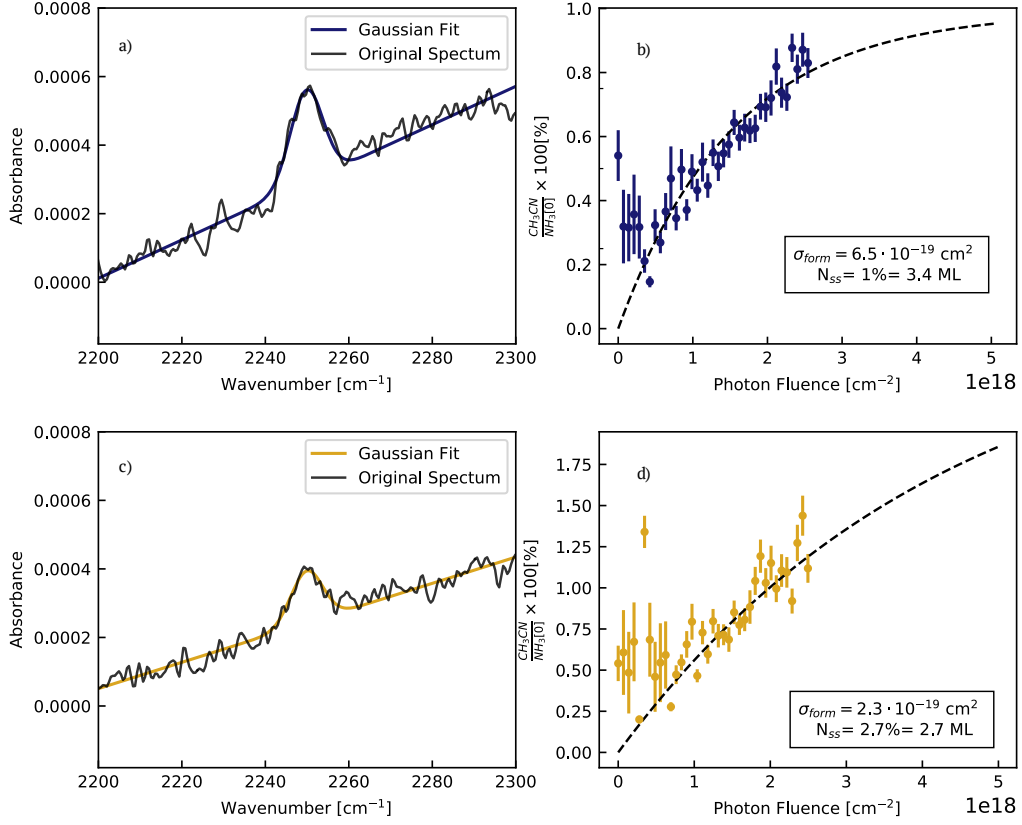 a)
Gaussian Fit
Original Spectum
0.0008
0.0006
0.0004
0.0002
0.0000
Absorbance
2200 2220 2240 2260 2280 2300
Wavenumber [cm⁻¹]
b)
1.0
0.8
0.6
0.4
0.2
0.0
CH₃CN/NH₃[0] × 100[%]
σ_form = 6.5 · 10⁻¹⁹ cm²
N_ss= 1%= 3.4 ML
0 1 2 3 4 5
Photon Fluence [cm⁻²] 1e18
c)
Gaussian Fit
Original Spectum
0.0008
0.0006
0.0004
0.0002
0.0000
Absorbance
2200 2220 2240 2260 2280 2300
Wavenumber [cm⁻¹]
d)
1.75
1.50
1.25
1.00
0.75
0.50
0.25
0.00
CH₃CN/NH₃[0] × 100[%]
σ_form = 2.3 · 10⁻¹⁹ cm²
N_ss= 2.7%= 2.7 ML
0 1 2 3 4 5
Photon Fluence [cm⁻²] 1e18